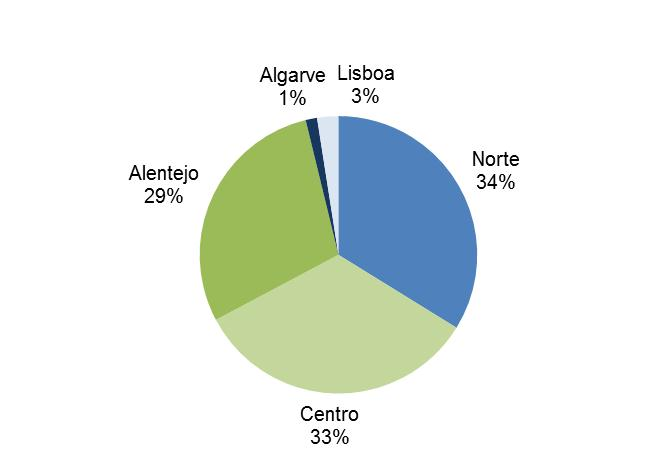 Algarve
1%
Lisboa
3%
Norte
34%
Alentejo
29%
Centro
33%